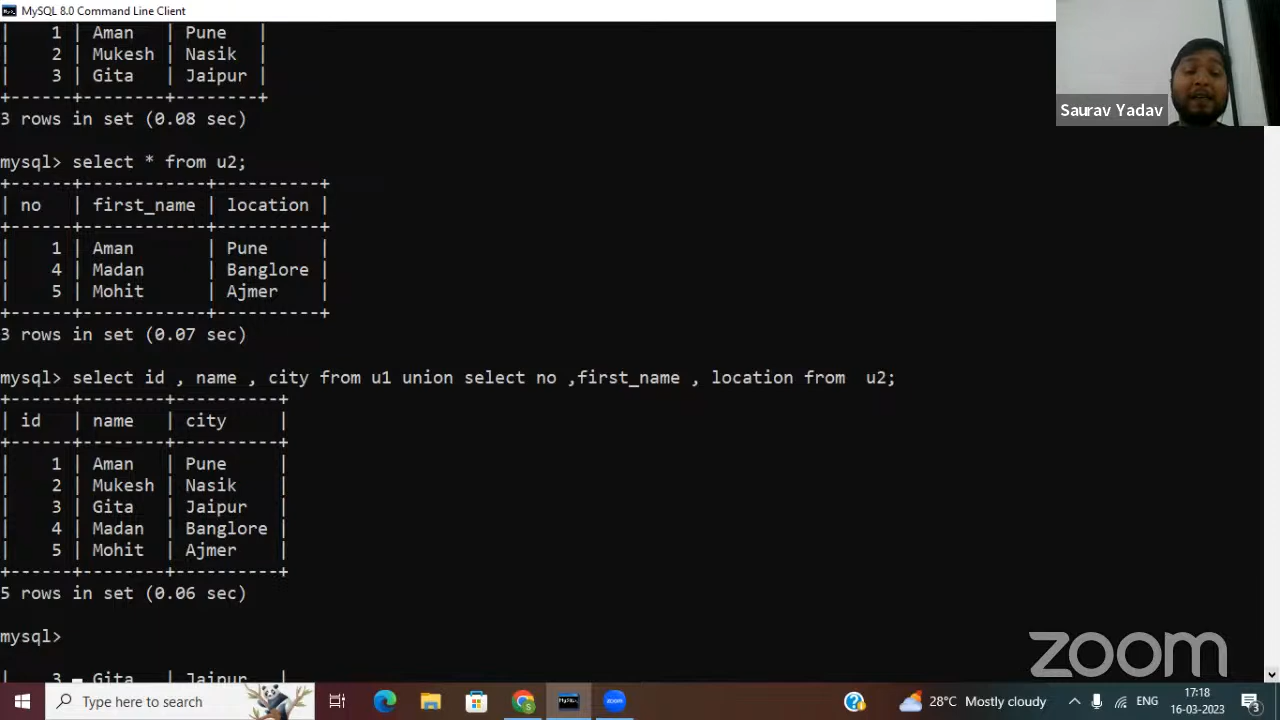 MySQL 8.0 Command Line Client
| 1 | Aman | Pune |
| 2 | Mukesh | Nasik |
| 3 | Gita | Jaipur |
+------+--------+--------+
3 rows in set (0.08 sec)
mysql> select * from u2;
+------+------------+----------+
| no | first_name | location |
+------+------------+----------+
| 1 | Aman | Pune |
| 4 | Madan | Banglore |
| 5 | Mohit | Ajmer |
+------+------------+----------+
3 rows in set (0.07 sec)
mysql> select id , name , city from u1 union select no ,first_name , location from  u2;
+------+--------+----------+
| id | name | city |
+------+--------+----------+
| 1 | Aman | Pune |
| 2 | Mukesh | Nasik |
| 3 | Gita | Jaipur |
| 4 | Madan | Banglore |
| 5 | Mohit | Ajmer |
+------+--------+----------+
5 rows in set (0.06 sec)
mysql>
| 3 Gita | Jaipur |
Saurav Yadav
zoom
Type here to search
zoom
28°C Mostly cloudy
ENG
17:18
16-03-2023
3